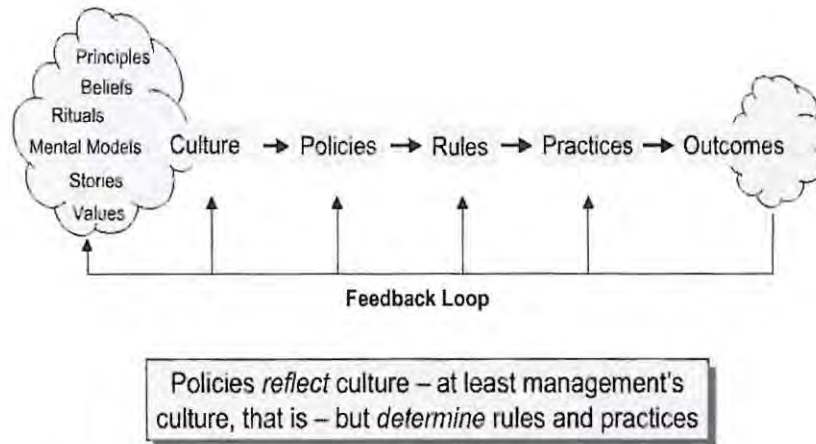 Principles
Beliefs
Rituals
Mental Models
Stories
Values
Culture → Policies → Rules → Practices → Outcomes
Feedback Loop
Policies reflect culture – at least management's
culture, that is – but determine rules and practices